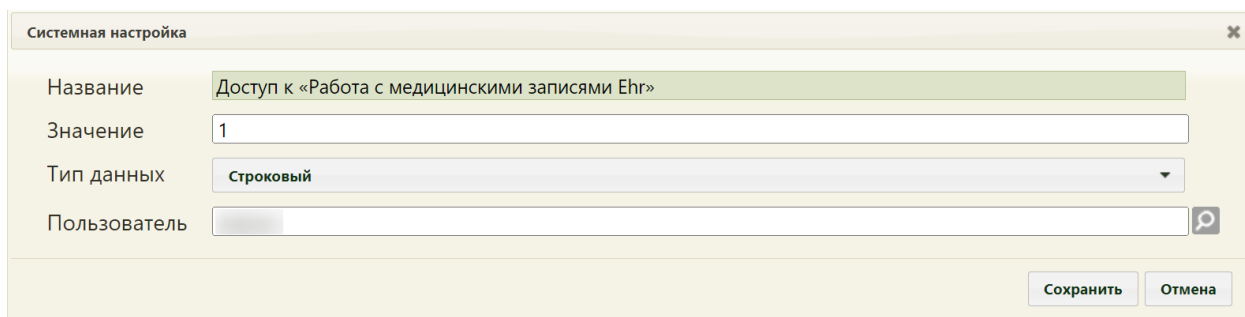 Системная настройка
Название Доступ к «Работа с медицинскими записями Ehr»
Значение 1
Тип данных Строковый
Пользователь
Сохранить Отмена